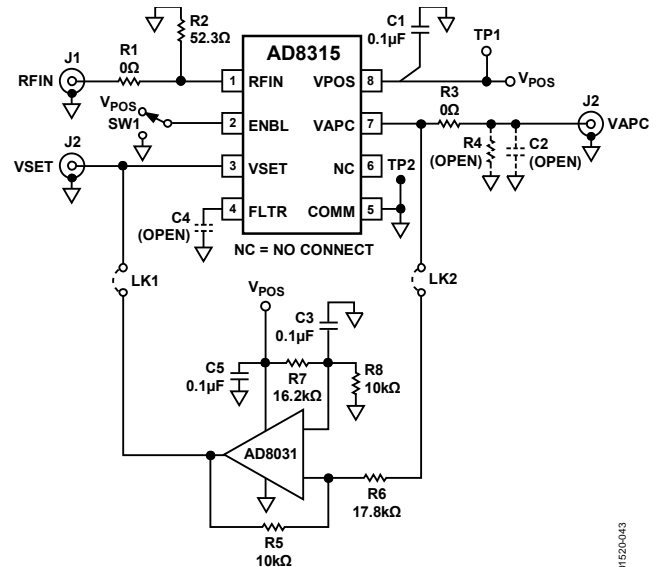 R2
52.3Ω
C1
0.1µF
TP1
J1
R1
0Ω
RFIN
AD8315
1 RFIN
VPOS 8
VPOS
R3
0Ω
J2
VAPC
VPOS
SW1
2 ENBL
VAPC 7
R4
(OPEN)
C2
(OPEN)
J2
VSET
3 VSET
NC 6
TP2
C4
(OPEN)
4 FLTR
COMM 5
NC = NO CONNECT
LK1
LK2
VPOS
C3
0.1µF
C5
0.1µF
R7
16.2kΩ
R8
10kΩ
AD8031
R6
17.8kΩ
R5
10kΩ